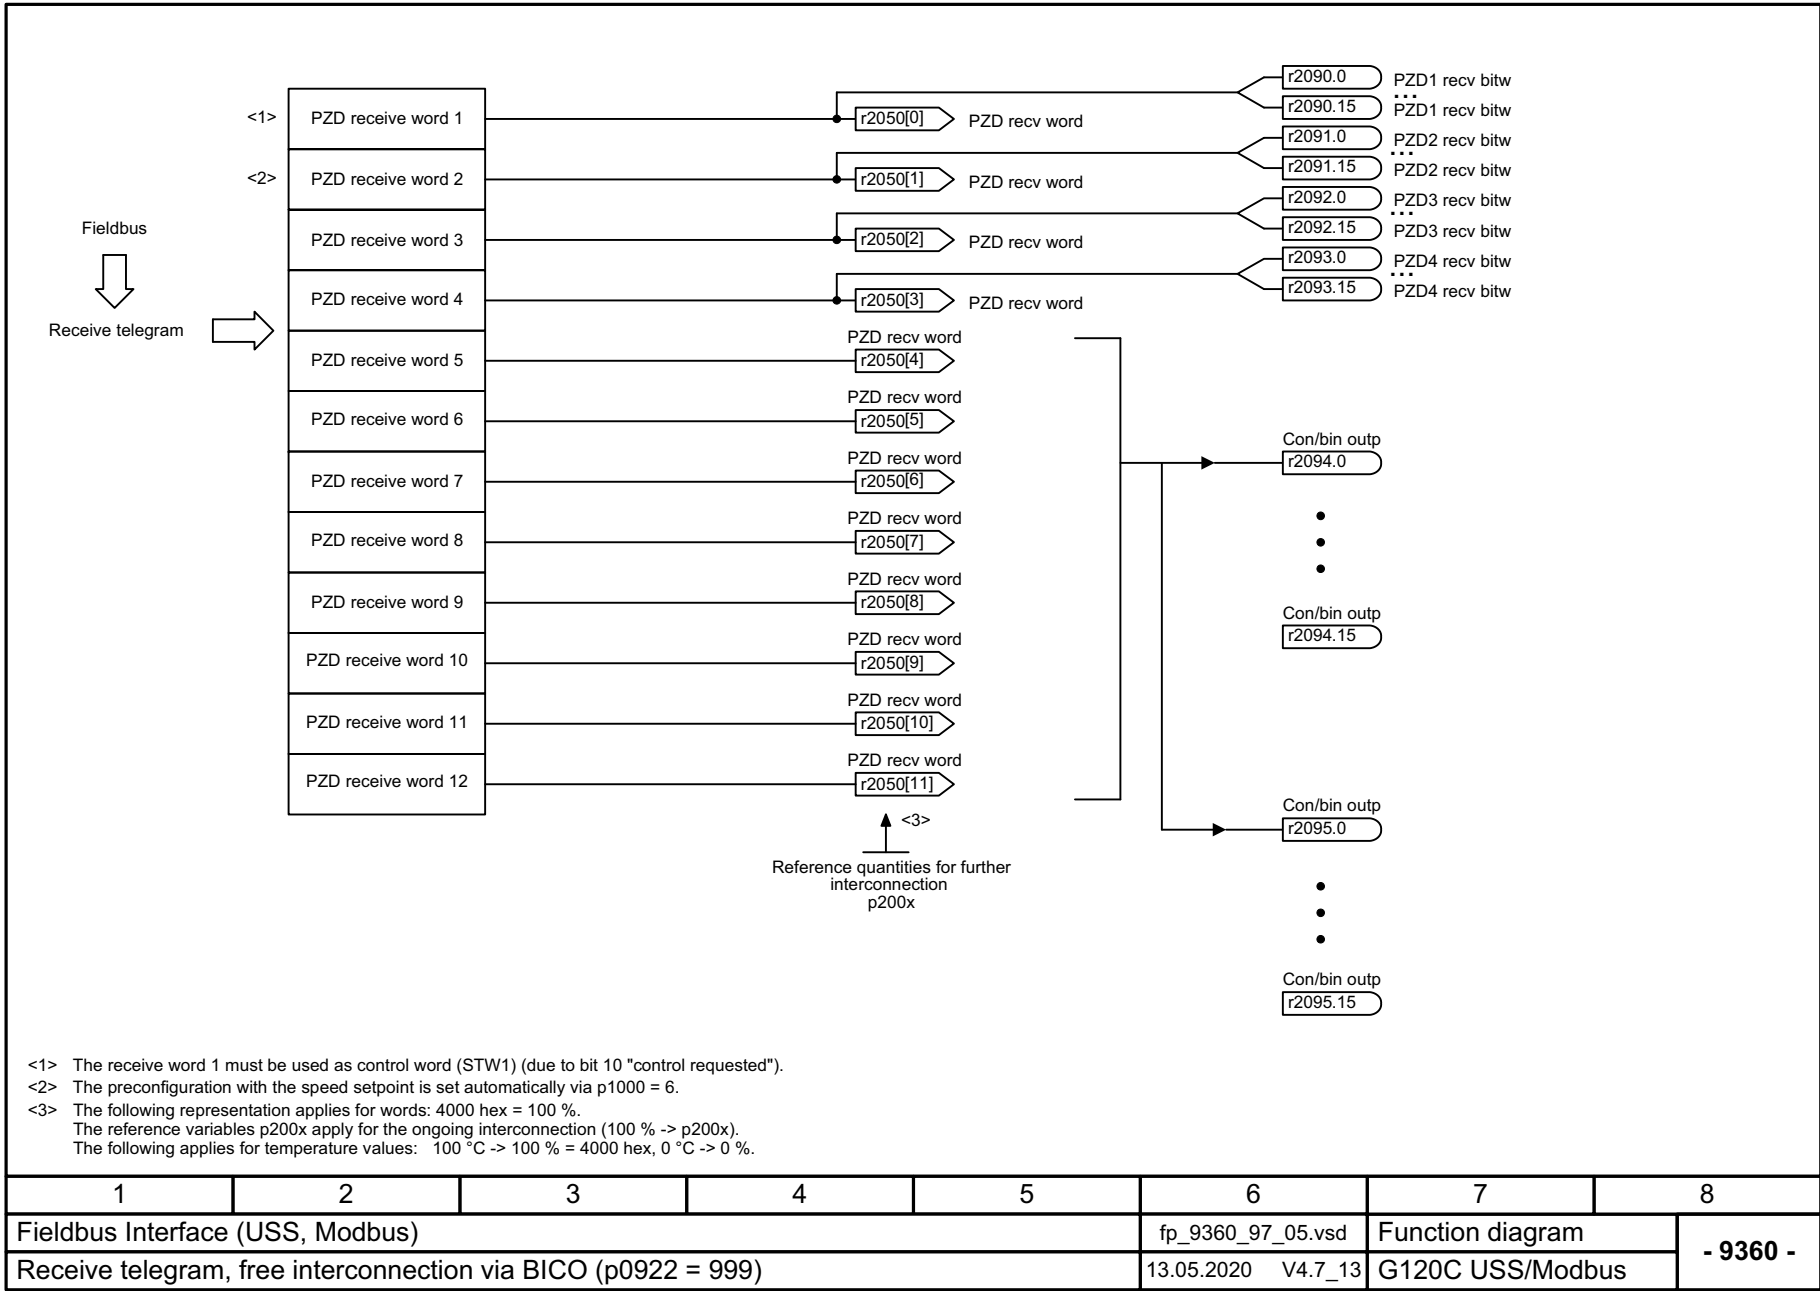 r2090.0 PZD1 recv bitw
...
<1> PZD receive word 1 r2050[0] PZD recv word r2090.15 PZD1 recv bitw
r2091.0 PZD2 recv bitw
...
<2> PZD receive word 2 r2050[1] PZD recv word r2091.15 PZD2 recv bitw
r2092.0 PZD3 recv bitw
...
Fieldbus PZD receive word 3 r2050[2] PZD recv word r2092.15 PZD3 recv bitw
r2093.0 PZD4 recv bitw
...
PZD receive word 4 r2050[3] PZD recv word r2093.15 PZD4 recv bitw
Receive telegram
PZD recv word
PZD receive word 5 r2050[4]
PZD recv word
PZD receive word 6 r2050[5]
Con/bin outp
r2094.0
PZD recv word
PZD receive word 7 r2050[6]
PZD recv word
PZD receive word 8 r2050[7]
PZD recv word
PZD receive word 9 r2050[8]
Con/bin outp
r2094.15
PZD recv word
PZD receive word 10 r2050[9]
PZD recv word
PZD receive word 11 r2050[10]
PZD recv word
PZD receive word 12 r2050[11]
Con/bin outp
r2095.0
<3>
Reference quantities for further
interconnection
p200x
Con/bin outp
r2095.15
<1> The receive word 1 must be used as control word (STW1) (due to bit 10 "control requested").
<2> The preconfiguration with the speed setpoint is set automatically via p1000 = 6.
<3> The following representation applies for words: 4000 hex = 100 %.
The reference variables p200x apply for the ongoing interconnection (100 % -> p200x).
The following applies for temperature values: 100 °C -> 100 % = 4000 hex, 0 °C -> 0 %.
1 2 3 4 5 6 7 8
Fieldbus Interface (USS, Modbus) fp_9360_97_05.vsd Function diagram - 9360 -
Receive telegram, free interconnection via BICO (p0922 = 999) 13.05.2020 V4.7_13 G120C USS/Modbus